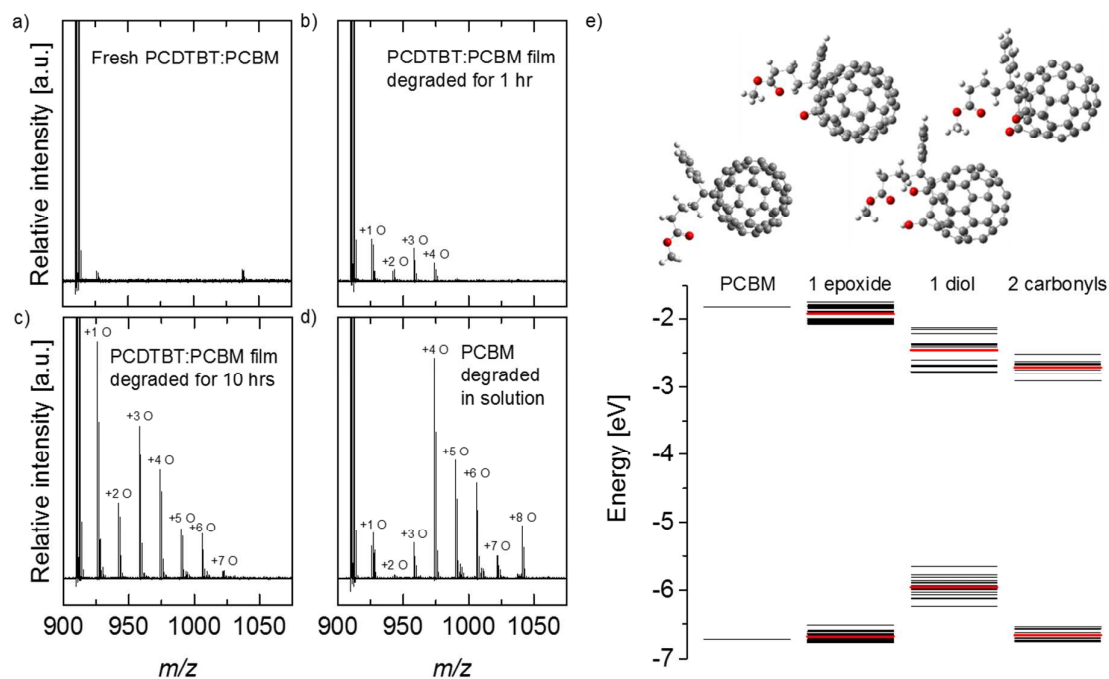 a)
Fresh PCDTBT:PCBM
b)
PCDTBT:PCBM film
degraded for 1 hr
+1 O
+2 O
+3 O
+4 O
c)
PCDTBT:PCBM film
degraded for 10 hrs
+1 O
+2 O
+3 O
+4 O
+5 O
+6 O
+7 O
d)
PCBM
degraded
in solution
+1 O
+2 O
+3 O
+4 O
+5 O
+6 O
+7 O
+8 O
Relative intensity [a.u.]
Relative intensity [a.u.]
900 950 1000 1050
900 950 1000 1050
m/z
m/z
e)
PCBM 1 epoxide 1 diol 2 carbonyls
Energy [eV]
-2
-3
-4
-5
-6
-7